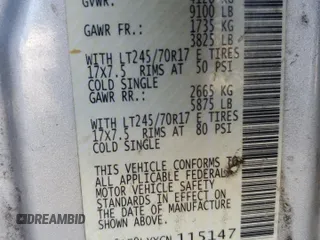 GVWR: 4128 KG
9100 LB
GAWR FR.: 1735 KG
3825 LB
WITH LT245/70R17 E TIRES
17x7.5 RIMS AT 50 PSI
COLD SINGLE
GAWR RR.: 2665 KG
5875 LB
WITH LT245/70R17 E TIRES
17x7.5 RIMS AT 80 PSI
COLD SINGLE
THIS VEHICLE CONFORMS TO
ALL APPLICABLE FEDERAL
MOTOR VEHICLE SAFETY
STANDARDS IN EFFECT ON
THE DATE OF MANUFACTURE
115147
DREAMBID